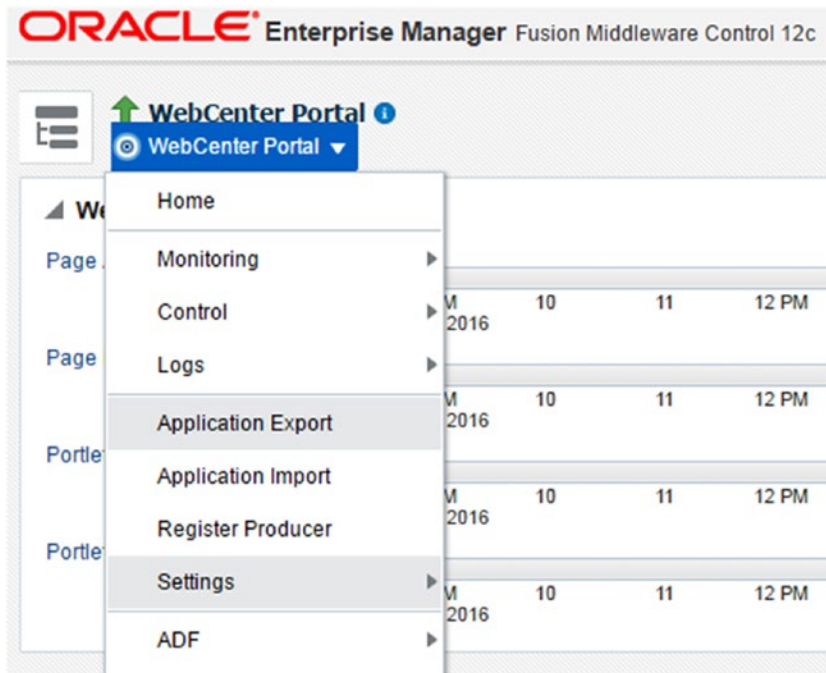 ORACLE Enterprise Manager Fusion Middleware Control 12c
WebCenter Portal
WebCenter Portal
Home
Page
Monitoring
10 11 12 PM
2016
Control
Page
Logs
10 11 12 PM
2016
Application Export
Application Import
10 11 12 PM
2016
Register Producer
Settings
10 11 12 PM
2016
ADF